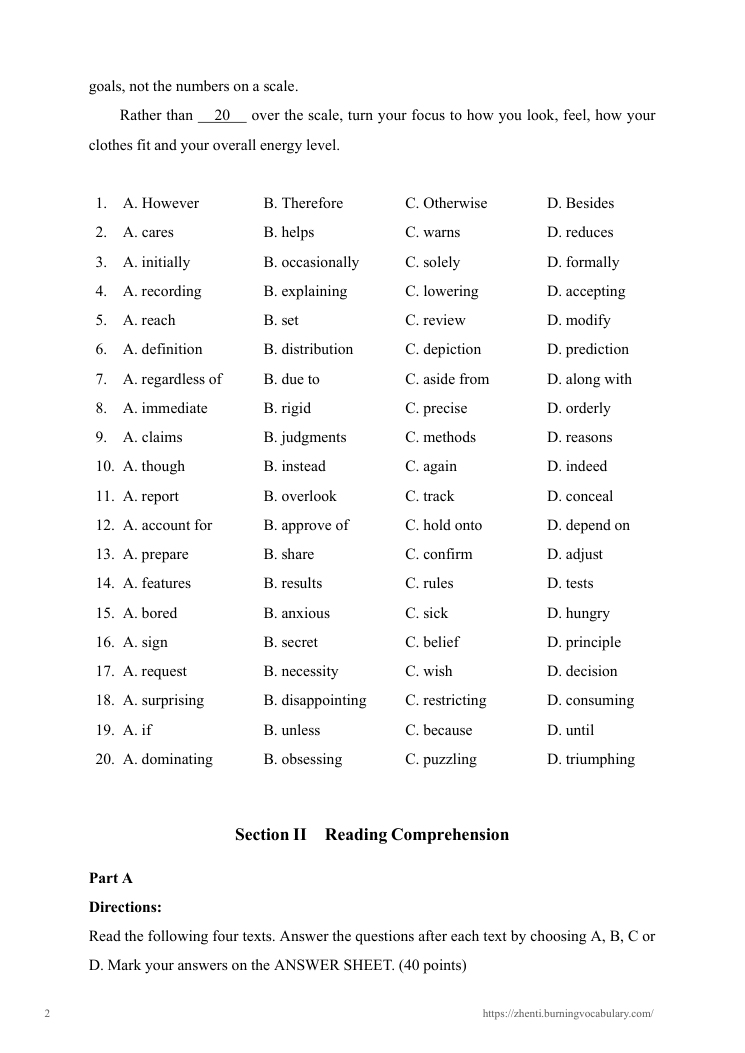 goals, not the numbers on a scale.
Rather than __20__ over the scale, turn your focus to how you look, feel, how your
clothes fit and your overall energy level.
1. A. However B. Therefore C. Otherwise D. Besides
2. A. cares B. helps C. warns D. reduces
3. A. initially B. occasionally C. solely D. formally
4. A. recording B. explaining C. lowering D. accepting
5. A. reach B. set C. review D. modify
6. A. definition B. distribution C. depiction D. prediction
7. A. regardless of B. due to C. aside from D. along with
8. A. immediate B. rigid C. precise D. orderly
9. A. claims B. judgments C. methods D. reasons
10. A. though B. instead C. again D. indeed
11. A. report B. overlook C. track D. conceal
12. A. account for B. approve of C. hold onto D. depend on
13. A. prepare B. share C. confirm D. adjust
14. A. features B. results C. rules D. tests
15. A. bored B. anxious C. sick D. hungry
16. A. sign B. secret C. belief D. principle
17. A. request B. necessity C. wish D. decision
18. A. surprising B. disappointing C. restricting D. consuming
19. A. if B. unless C. because D. until
20. A. dominating B. obsessing C. puzzling D. triumphing
Section II Reading Comprehension
Part A
Directions:
Read the following four texts. Answer the questions after each text by choosing A, B, C or
D. Mark your answers on the ANSWER SHEET. (40 points)
2 https://zhenti.burningvocabulary.com/